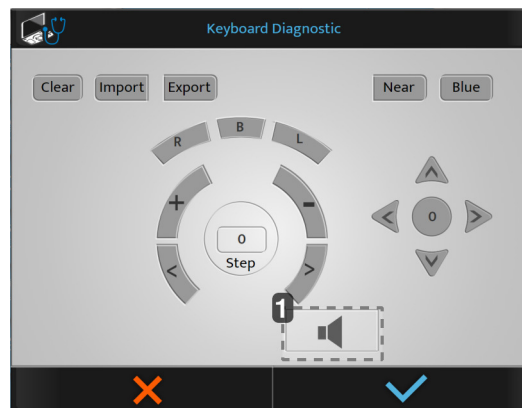 Keyboard Diagnostic
Clear Import Export Near Blue
R B L
+ -
0 0
Step
< >
1